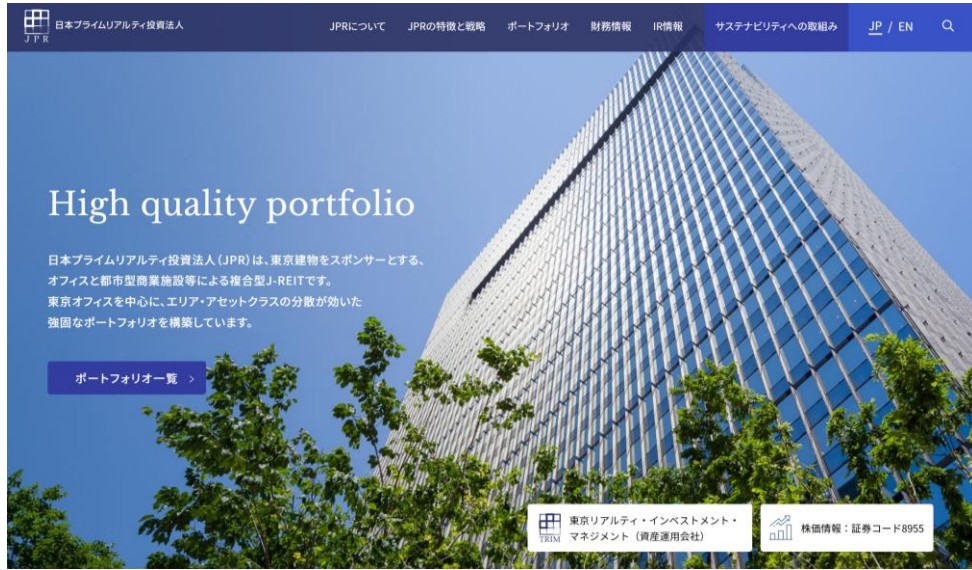 JPR
日本プライムリアルティ投資法人
JPRについて
JPRの特徴と戦略
ポートフォリオ
財務情報
IR情報
サステナビリティへの取組み
JP / EN
High quality portfolio
日本プライムリアルティ投資法人（JPR）は、東京建物をスポンサーとする、
オフィスと都市型商業施設等による複合型J-REITです。
東京オフィスを中心に、エリア・アセットクラスの分散が効いた
強固なポートフォリオを構築しています。
ポートフォリオ一覧 >
TRIM
東京リアルティ・インベストメント・
マネジメント（資産運用会社）
株価情報：証券コード8955